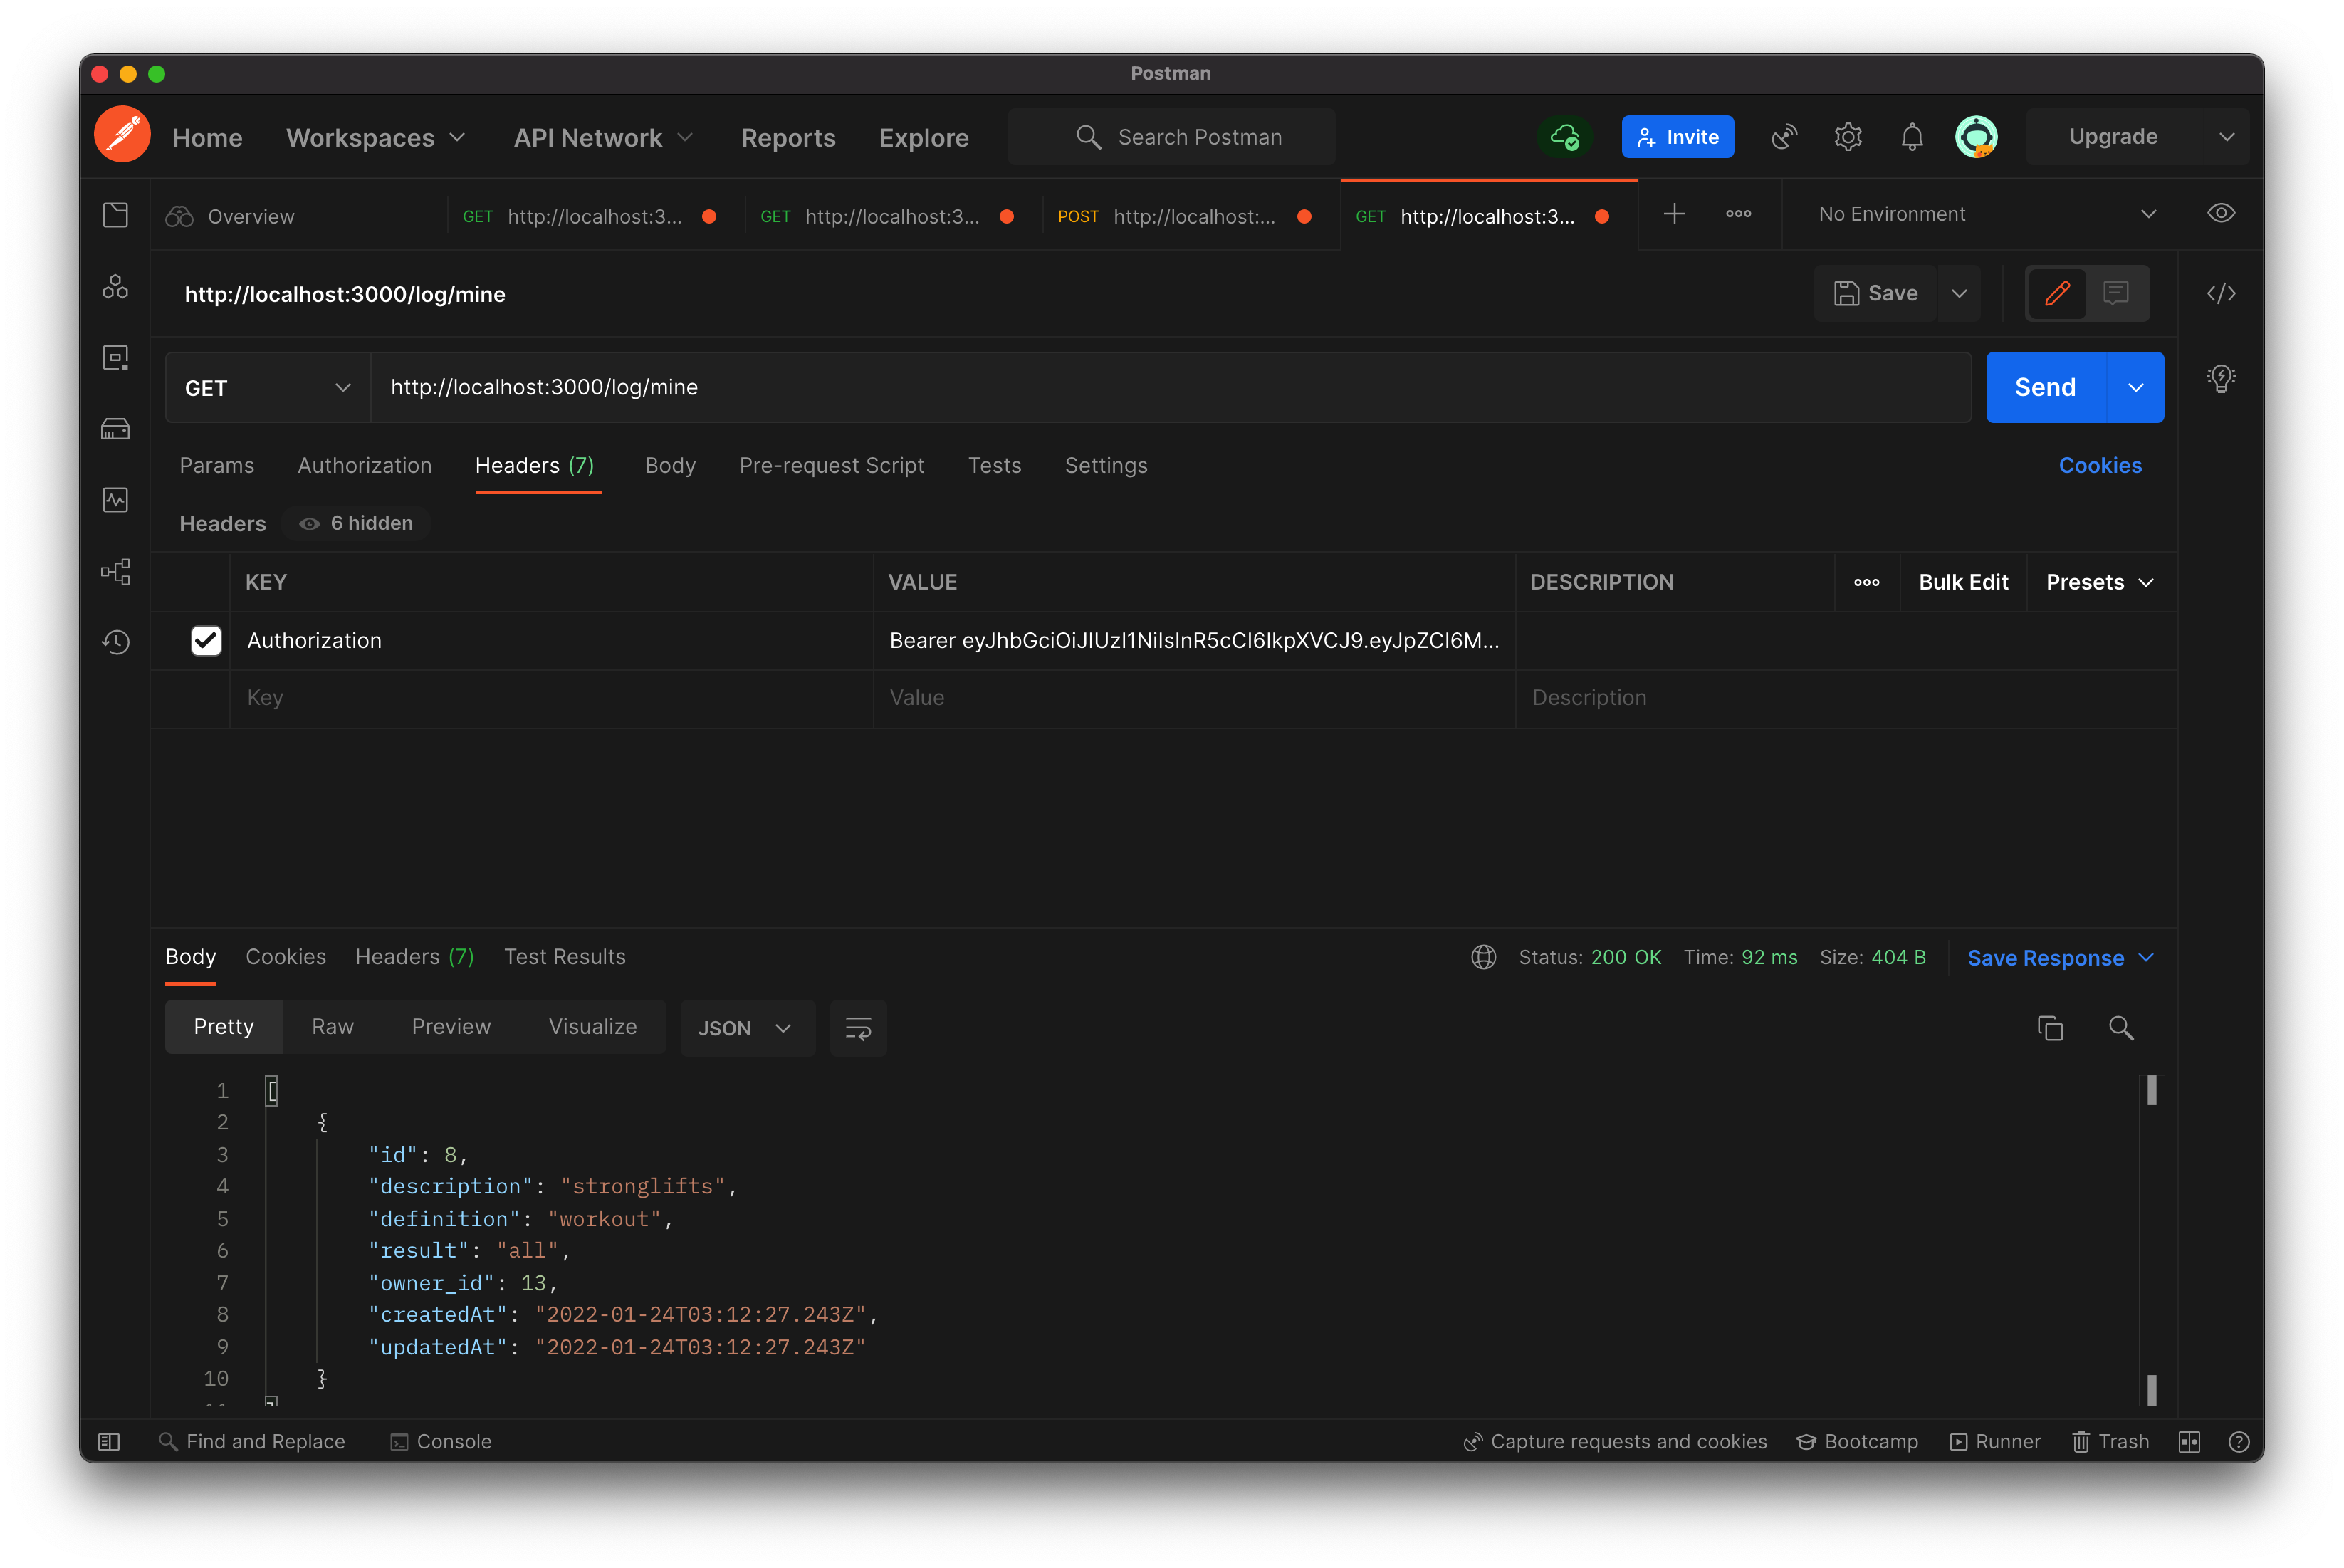 Postman
Home Workspaces API Network Reports Explore Search Postman Invite Upgrade
Overview GET http://localhost:3... GET http://localhost:3... POST http://localhost:... GET http://localhost:3... No Environment
http://localhost:3000/log/mine Save
GET http://localhost:3000/log/mine Send
Params Authorization Headers (7) Body Pre-request Script Tests Settings Cookies
Headers 6 hidden
KEY VALUE DESCRIPTION Bulk Edit Presets
Authorization Bearer eyJhbGciOiJIUzI1NiIsInR5cCI6IkpXVCJ9.eyJpZCI6M...
Key Value Description
Body Cookies Headers (7) Test Results Status: 200 OK Time: 92 ms Size: 404 B Save Response
Pretty Raw Preview Visualize JSON
1 [
2 {
3 "id": 8,
4 "description": "stronglifts",
5 "definition": "workout",
6 "result": "all",
7 "owner_id": 13,
8 "createdAt": "2022-01-24T03:12:27.243Z",
9 "updatedAt": "2022-01-24T03:12:27.243Z"
10 }
Find and Replace Console Capture requests and cookies Bootcamp Runner Trash